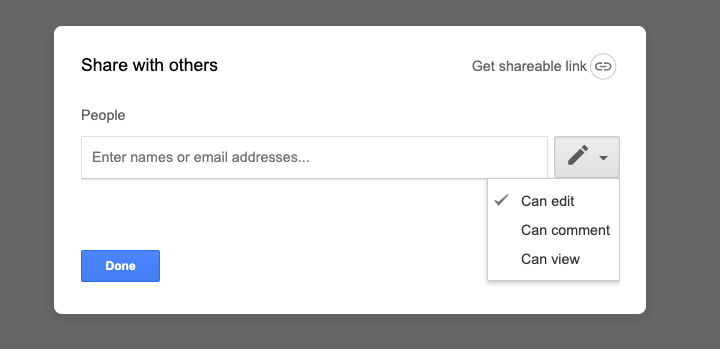 Share with others
Get shareable link
People
Enter names or email addresses...
Can edit
Can comment
Can view
Done